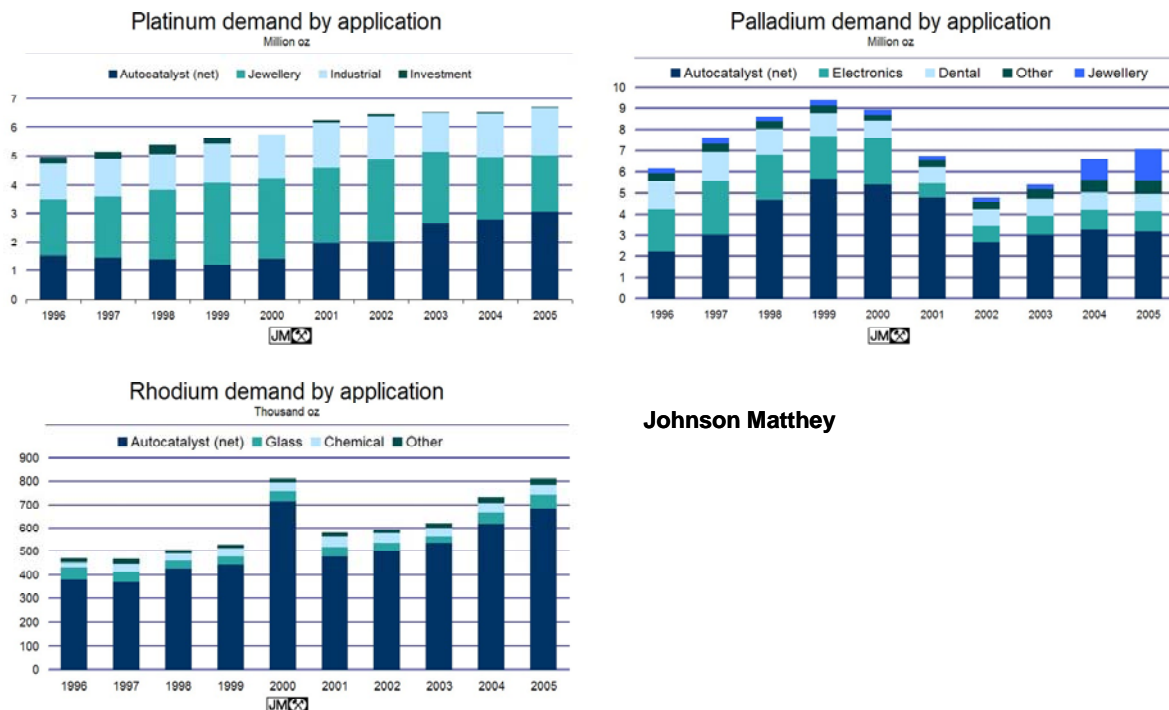 Platinum demand by application
Million oz
Autocatalyst (net) Jewellery Industrial Investment
7
6
5
4
3
2
1
0
1996 1997 1998 1999 2000 2001 2002 2003 2004 2005
JM
Palladium demand by application
Million oz
Autocatalyst (net) Electronics Dental Other Jewellery
10
9
8
7
6
5
4
3
2
1
0
1996 1997 1998 1999 2000 2001 2002 2003 2004 2005
JM
Rhodium demand by application
Thousand oz
Autocatalyst (net) Glass Chemical Other
900
800
700
600
500
400
300
200
100
0
1996 1997 1998 1999 2000 2001 2002 2003 2004 2005
JM
Johnson Matthey